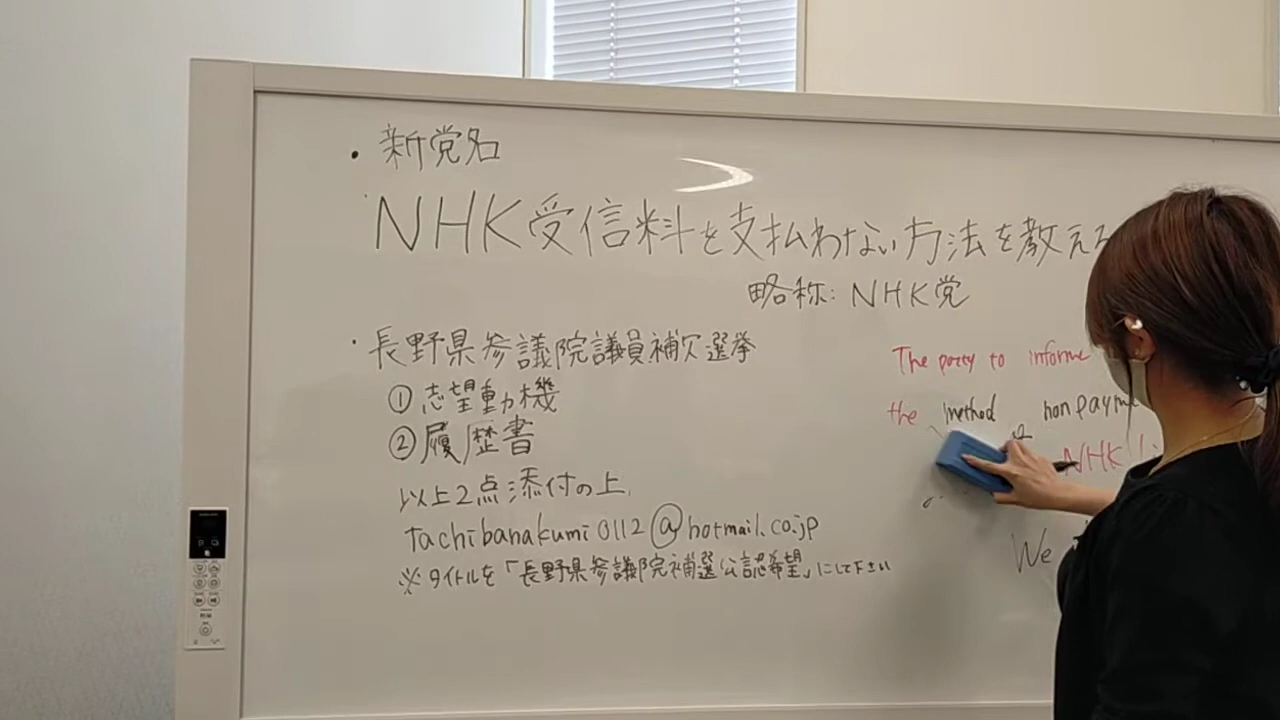 ・新党名
NHK受信料を支払わない方法を教える
略称：NHK党
・長野県参議院議員補欠選挙
①志望動機
②履歴書
以上2点添付の上
tachibanakumi0112@hotmail.co.jp
※タイトルを「長野県参議院補選公認希望」にして下さい
The party to informe
the method
nonpayme
NHK
We